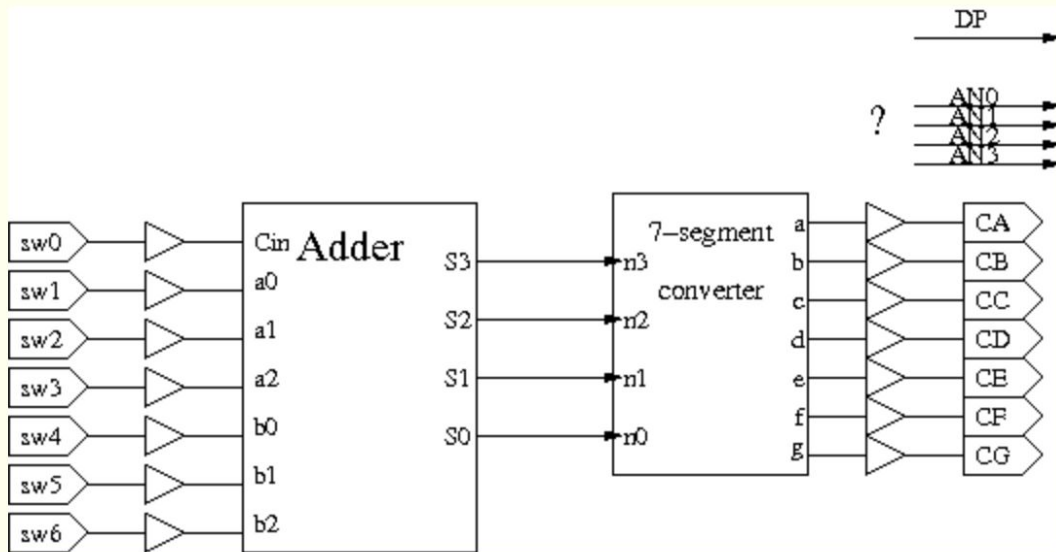 DP
AN0
?
AN1
AN2
AN3
sw0
sw1
sw2
sw3
sw4
sw5
sw6
Cin
Adder
a0
a1
a2
b0
b1
b2
S3
S2
S1
S0
7-segment
converter
n3
n2
n1
n0
a
b
c
d
e
f
g
CA
CB
CC
CD
CE
CF
CG